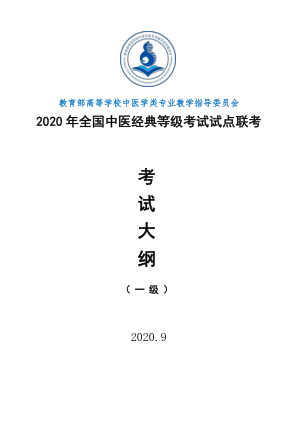 教育部高等学校中医学类专业教学指导委员会
2020 年全国中医经典等级考试试点联考
考
试
大
纲
（一级）
2020.9